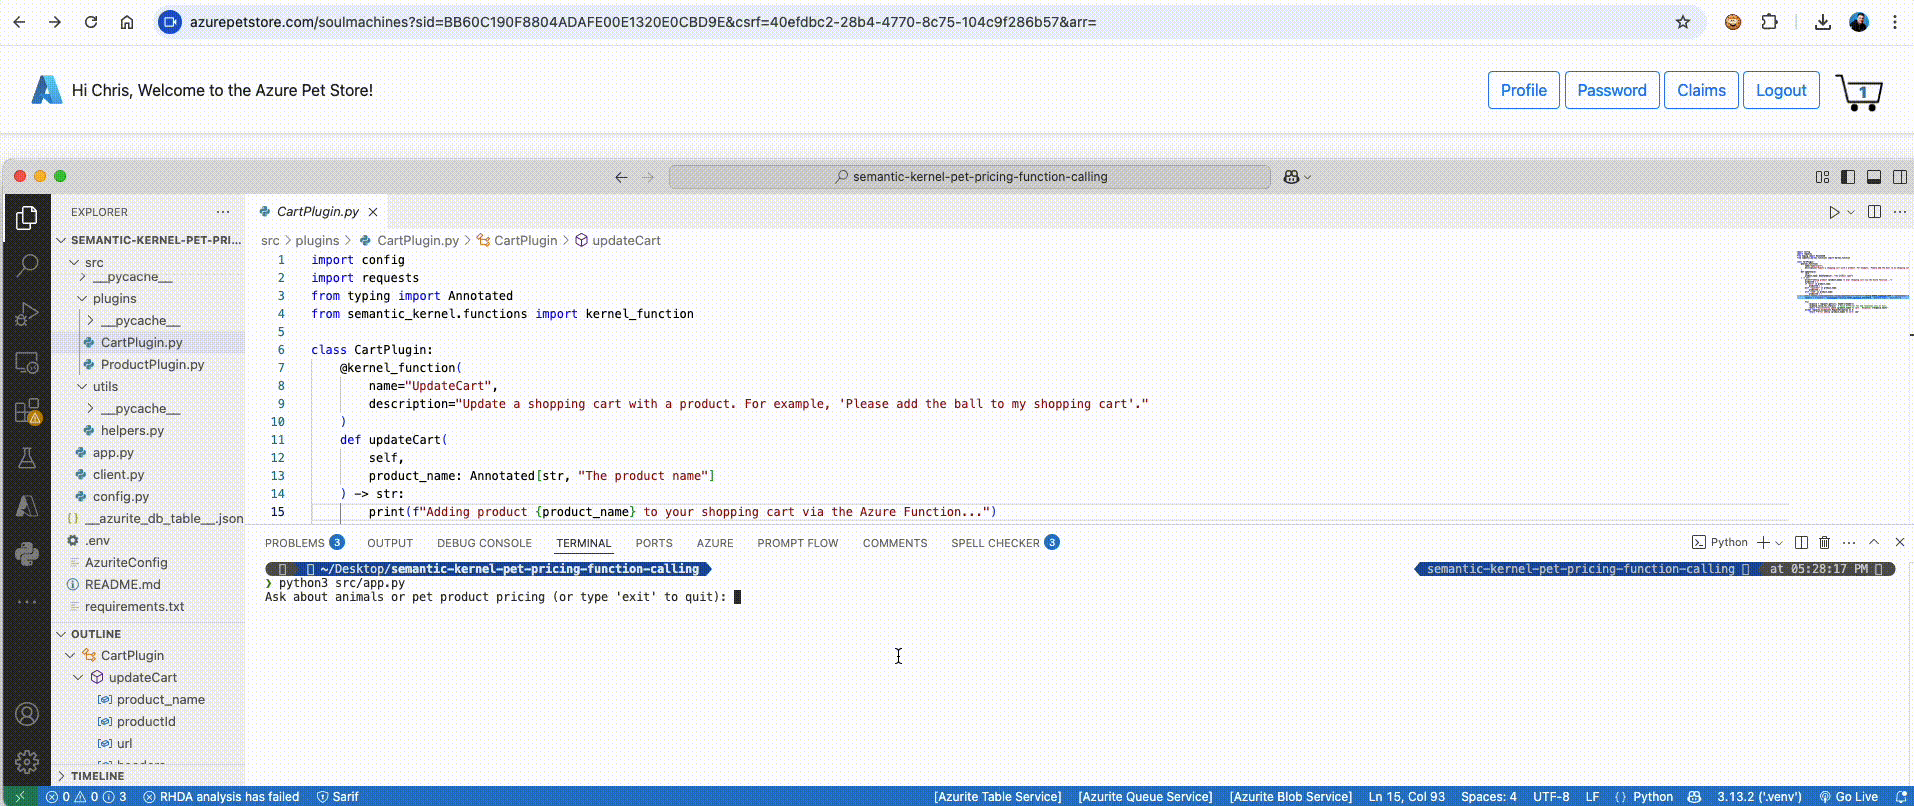 azurepetstore.com/soulmachines?sid=BB60C190F8804ADAFE00E1320E0CBD9E&csrf=40efdbc2-28b4-4770-8c75-104c9f286b57&arr=
Hi Chris, Welcome to the Azure Pet Store!
Profile
Password
Claims
Logout
1
semantic-kernel-pet-pricing-function-calling
EXPLORER
SEMANTIC-KERNEL-PET-PRI...
src
__pycache__
plugins
__pycache__
CartPlugin.py
ProductPlugin.py
utils
__pycache__
helpers.py
app.py
client.py
config.py
__azurite_db_table__.json
.env
AzuriteConfig
README.md
requirements.txt
OUTLINE
CartPlugin
updateCart
product_name
productId
url
TIMELINE
CartPlugin.py
src > plugins > CartPlugin.py > CartPlugin > updateCart
1 import config
2 import requests
3 from typing import Annotated
4 from semantic_kernel.functions import kernel_function
5
6 class CartPlugin:
7 @kernel_function(
8 name="UpdateCart",
9 description="Update a shopping cart with a product. For example, 'Please add the ball to my shopping cart'."
10 )
11 def updateCart(
12 self,
13 product_name: Annotated[str, "The product name"]
14 ) -> str:
15 print(f"Adding product {product_name} to your shopping cart via the Azure Function...")
PROBLEMS 3 OUTPUT DEBUG CONSOLE TERMINAL PORTS AZURE PROMPT FLOW COMMENTS SPELL CHECKER 3 Python
~/Desktop/semantic-kernel-pet-pricing-function-calling semantic-kernel-pet-pricing-function-calling at 05:28:17 PM
❯ python3 src/app.py
Ask about animals or pet product pricing (or type 'exit' to quit):
0 0 3 RHDA analysis has failed Sarif [Azurite Table Service] [Azurite Queue Service] [Azurite Blob Service] Ln 15, Col 93 Spaces: 4 UTF-8 LF {} Python 3.13.2 ('.venv') Go Live